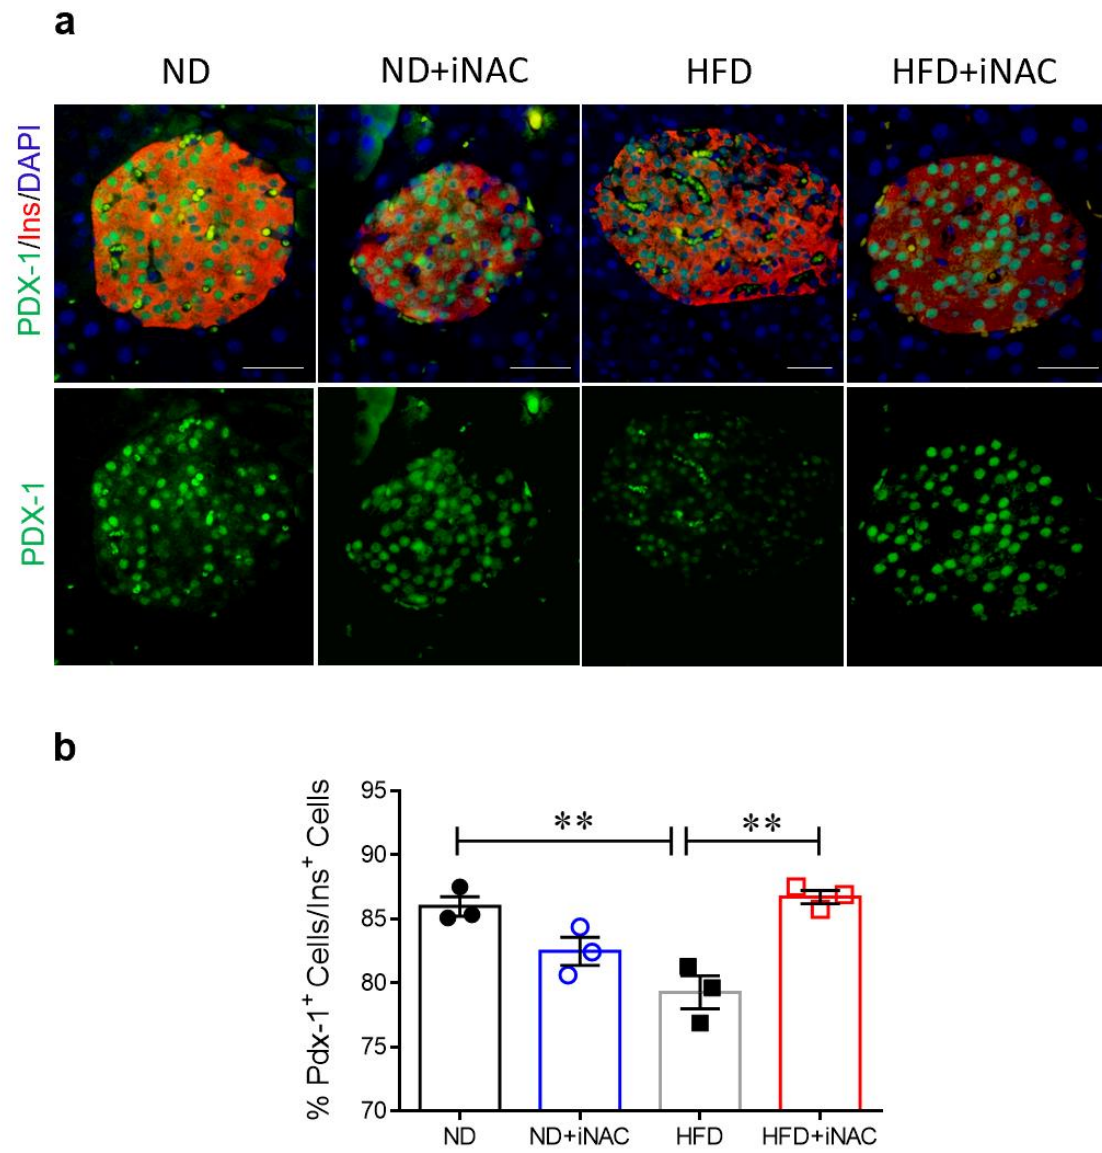 a
ND ND+iNAC HFD HFD+iNAC
PDX-1/Ins/DAPI
PDX-1
b
% Pdx-1⁺ Cells/Ins⁺ Cells
95
90
85
80
75
70
** **
ND ND+iNAC HFD HFD+iNAC